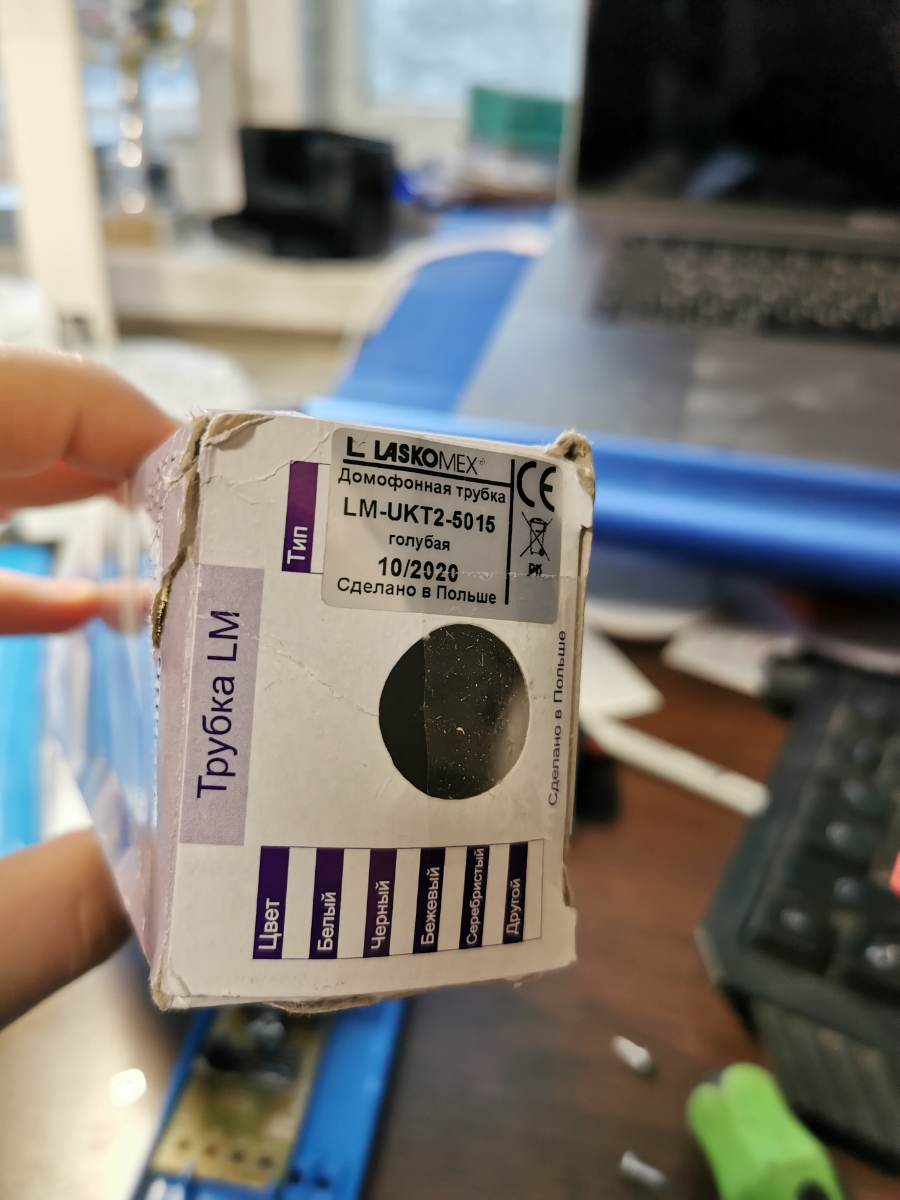 LASKOMEX
Домофонная трубка
LM-UKT2-5015
голубая
10/2020
Сделано в Польше
CE
Тип
Трубка LM
Сделано в Польше
Цвет
Белый
Черный
Бежевый
Серебристый
Другой